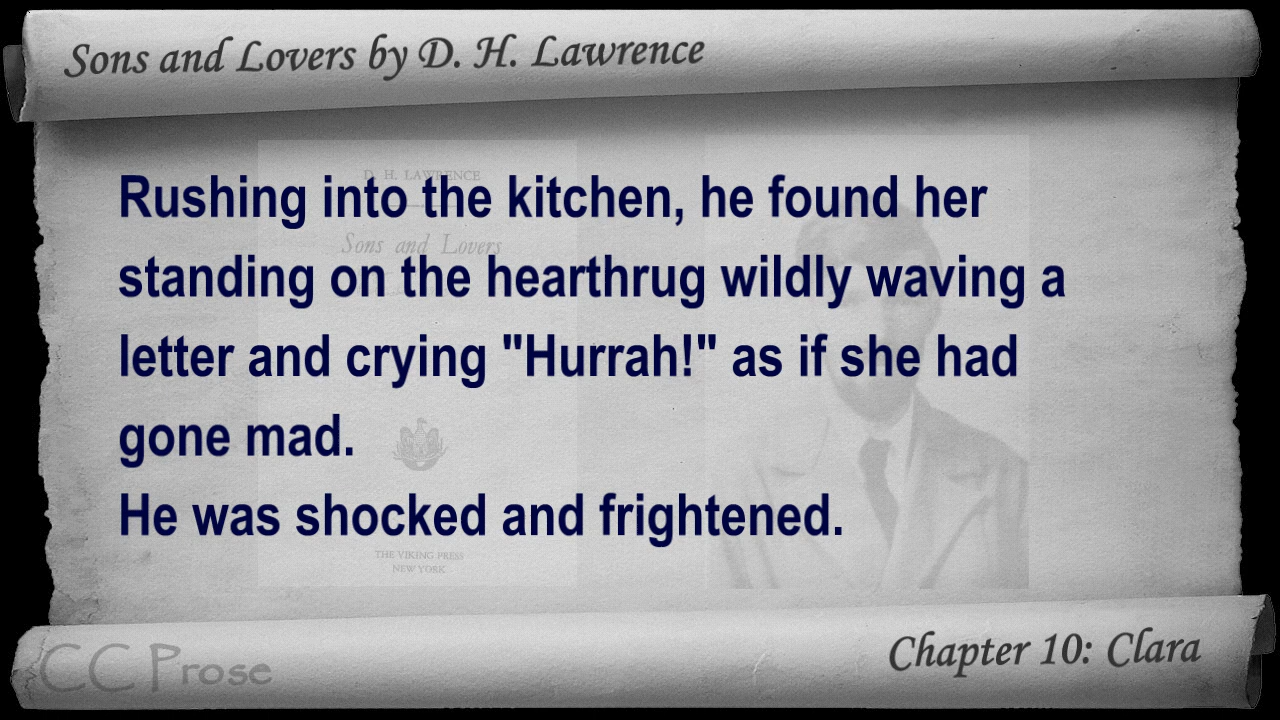 Sons and Lovers by D. H. Lawrence
D. H. LAWRENCE
Sons and Lovers
Rushing into the kitchen, he found her
standing on the hearthrug wildly waving a
letter and crying "Hurrah!" as if she had
gone mad.
He was shocked and frightened.
THE VIKING PRESS
NEW YORK
CC Prose
Chapter 10: Clara